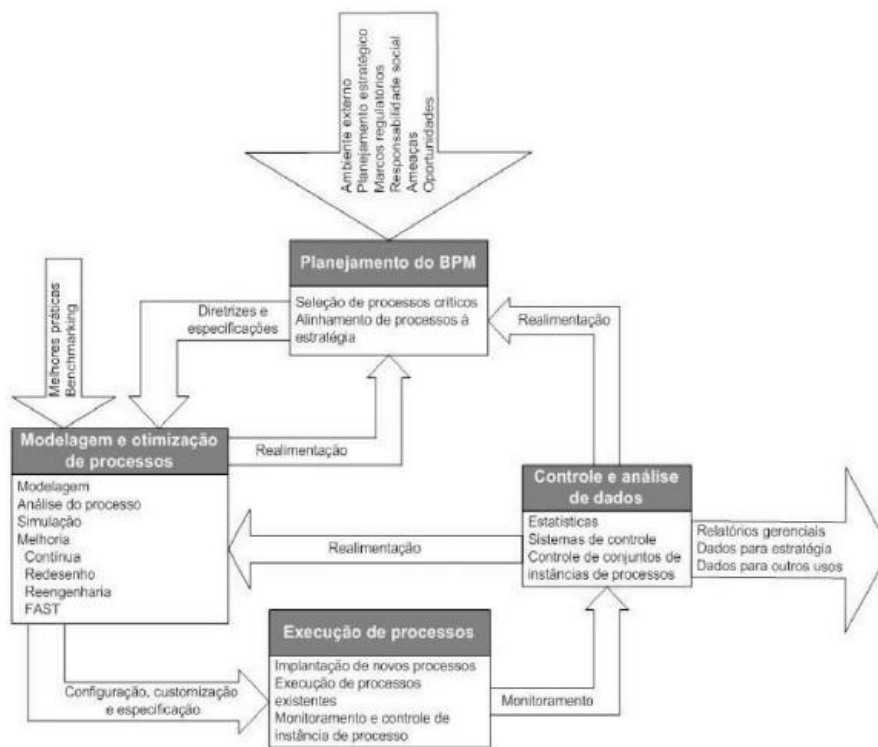 Ambiente externo
Planejamento estratégico
Marcos regulatórios
Responsabilidade social
Ameaças
Oportunidades
Planejamento do BPM
Seleção de processos críticos
Alinhamento de processos à
estratégia
Diretrizes e
especificações
Realimentação
Melhores práticas
Benchmarking
Modelagem e otimização
de processos
Modelagem
Análise do processo
Simulação
Melhoria
Contínua
Redesenho
Reengenharia
FAST
Realimentação
Controle e análise
de dados
Estatísticas
Sistemas de controle
Controle de conjuntos de
instâncias de processos
Relatórios gerenciais
Dados para estratégia
Dados para outros usos
Realimentação
Execução de processos
Implantação de novos processos
Execução de processos
existentes
Monitoramento e controle de
instância de processo
Configuração, customização
e especificação
Monitoramento